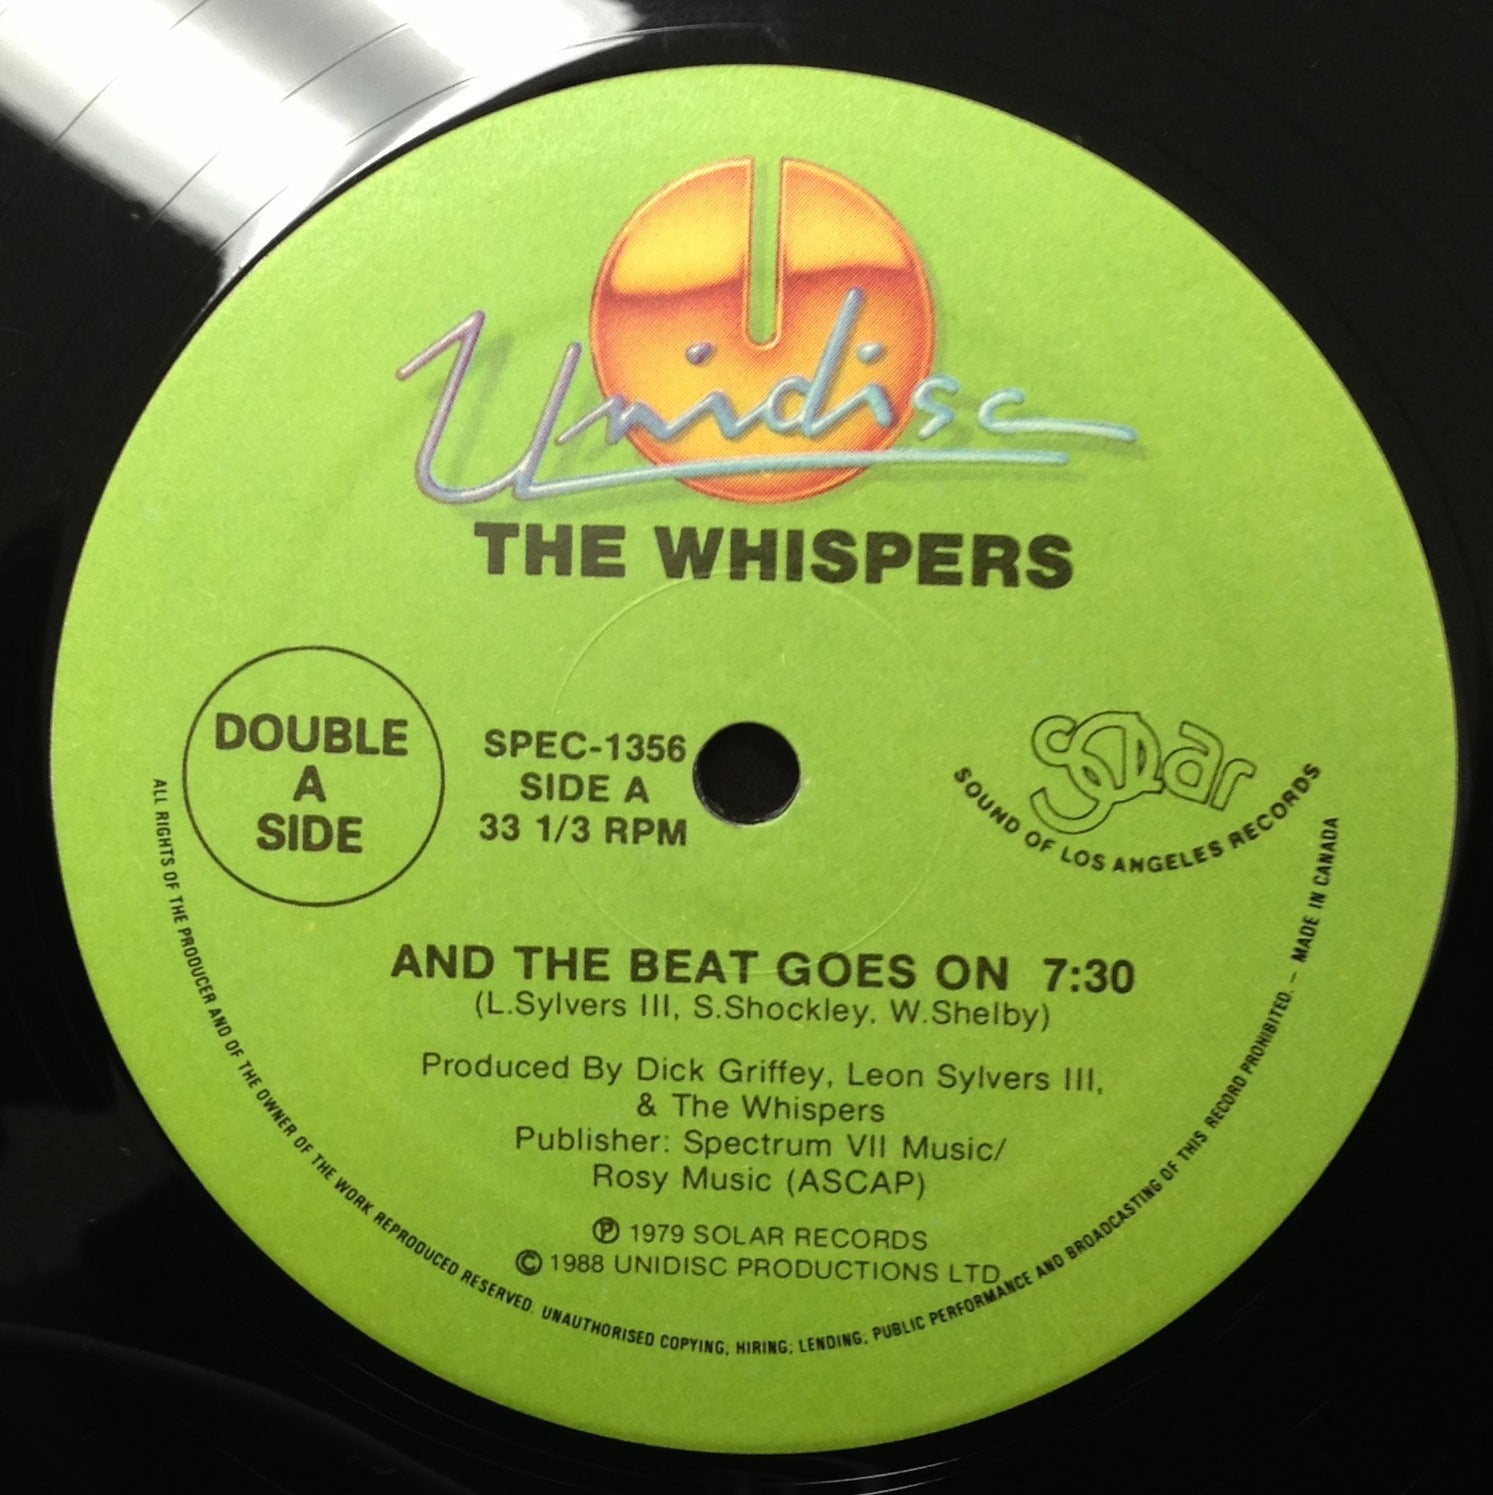 Unidisc
THE WHISPERS
DOUBLE
A
SIDE
SPEC-1356
SIDE A
33 1/3 RPM
solar
SOUND OF LOS ANGELES RECORDS
AND THE BEAT GOES ON 7:30
(L.Sylvers III, S.Shockley, W.Shelby)
Produced By Dick Griffey, Leon Sylvers III,
& The Whispers
Publisher: Spectrum VII Music/
Rosy Music (ASCAP)
℗ 1979 SOLAR RECORDS
© 1988 UNIDISC PRODUCTIONS LTD.
ALL RIGHTS OF THE PRODUCER AND OF THE OWNER OF THE WORK REPRODUCED RESERVED. UNAUTHORISED COPYING, HIRING, LENDING, PUBLIC PERFORMANCE AND BROADCASTING OF THIS RECORD PROHIBITED. – MADE IN CANADA